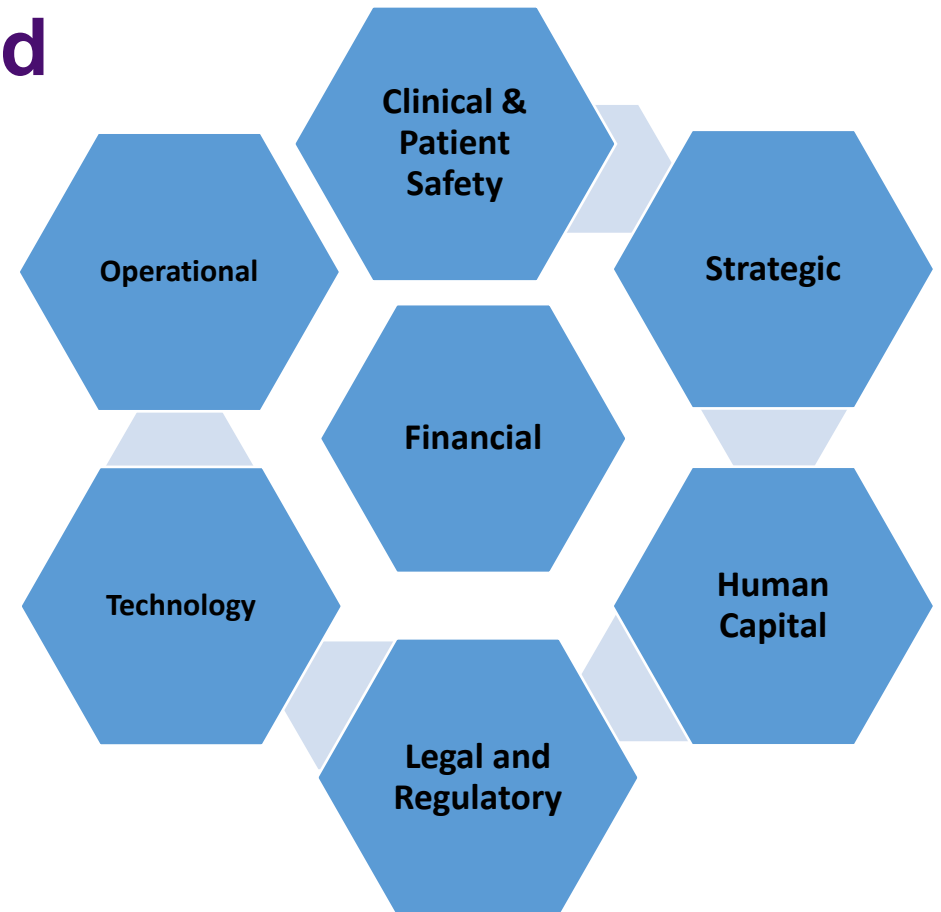 d
Clinical &
Patient
Safety
Operational
Strategic
Financial
Technology
Human
Capital
Legal and
Regulatory